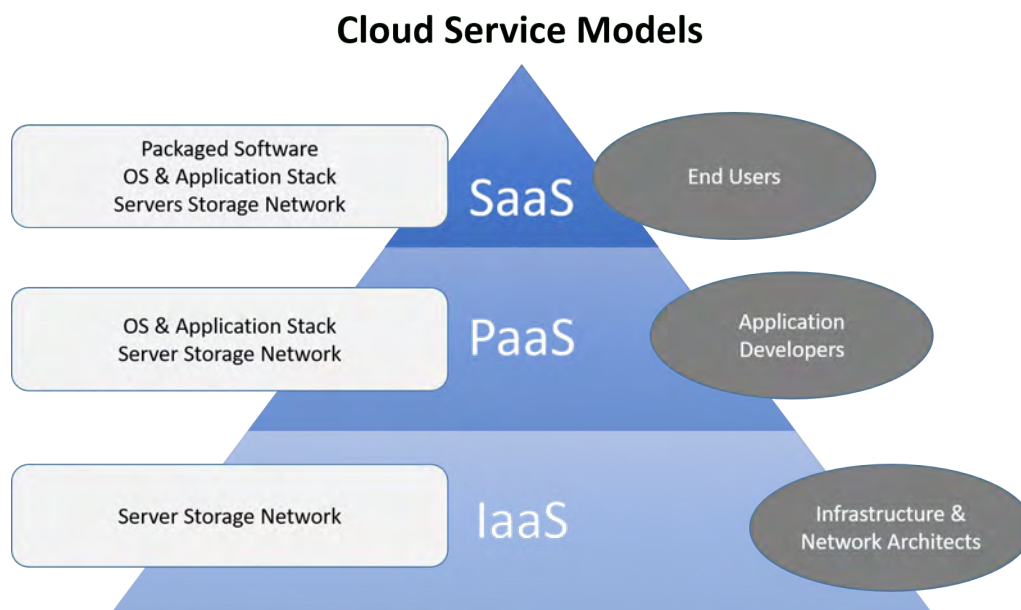 Cloud Service Models
Packaged Software
OS & Application Stack
Servers Storage Network
SaaS
End Users
OS & Application Stack
Server Storage Network
PaaS
Application
Developers
Server Storage Network
IaaS
Infrastructure &
Network Architects